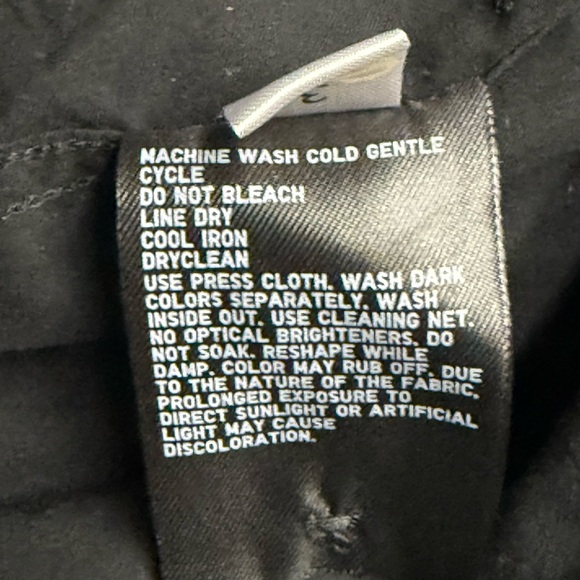 MACHINE WASH COLD GENTLE
CYCLE
DO NOT BLEACH
LINE DRY
COOL IRON
DRYCLEAN
USE PRESS CLOTH. WASH DARK
COLORS SEPARATELY. WASH
INSIDE OUT. USE CLEANING NET.
NO OPTICAL BRIGHTENERS. DO
NOT SOAK. RESHAPE WHILE
DAMP. COLOR MAY RUB OFF. DUE
TO THE NATURE OF THE FABRIC,
PROLONGED EXPOSURE TO
DIRECT SUNLIGHT OR ARTIFICIAL
LIGHT MAY CAUSE
DISCOLORATION.